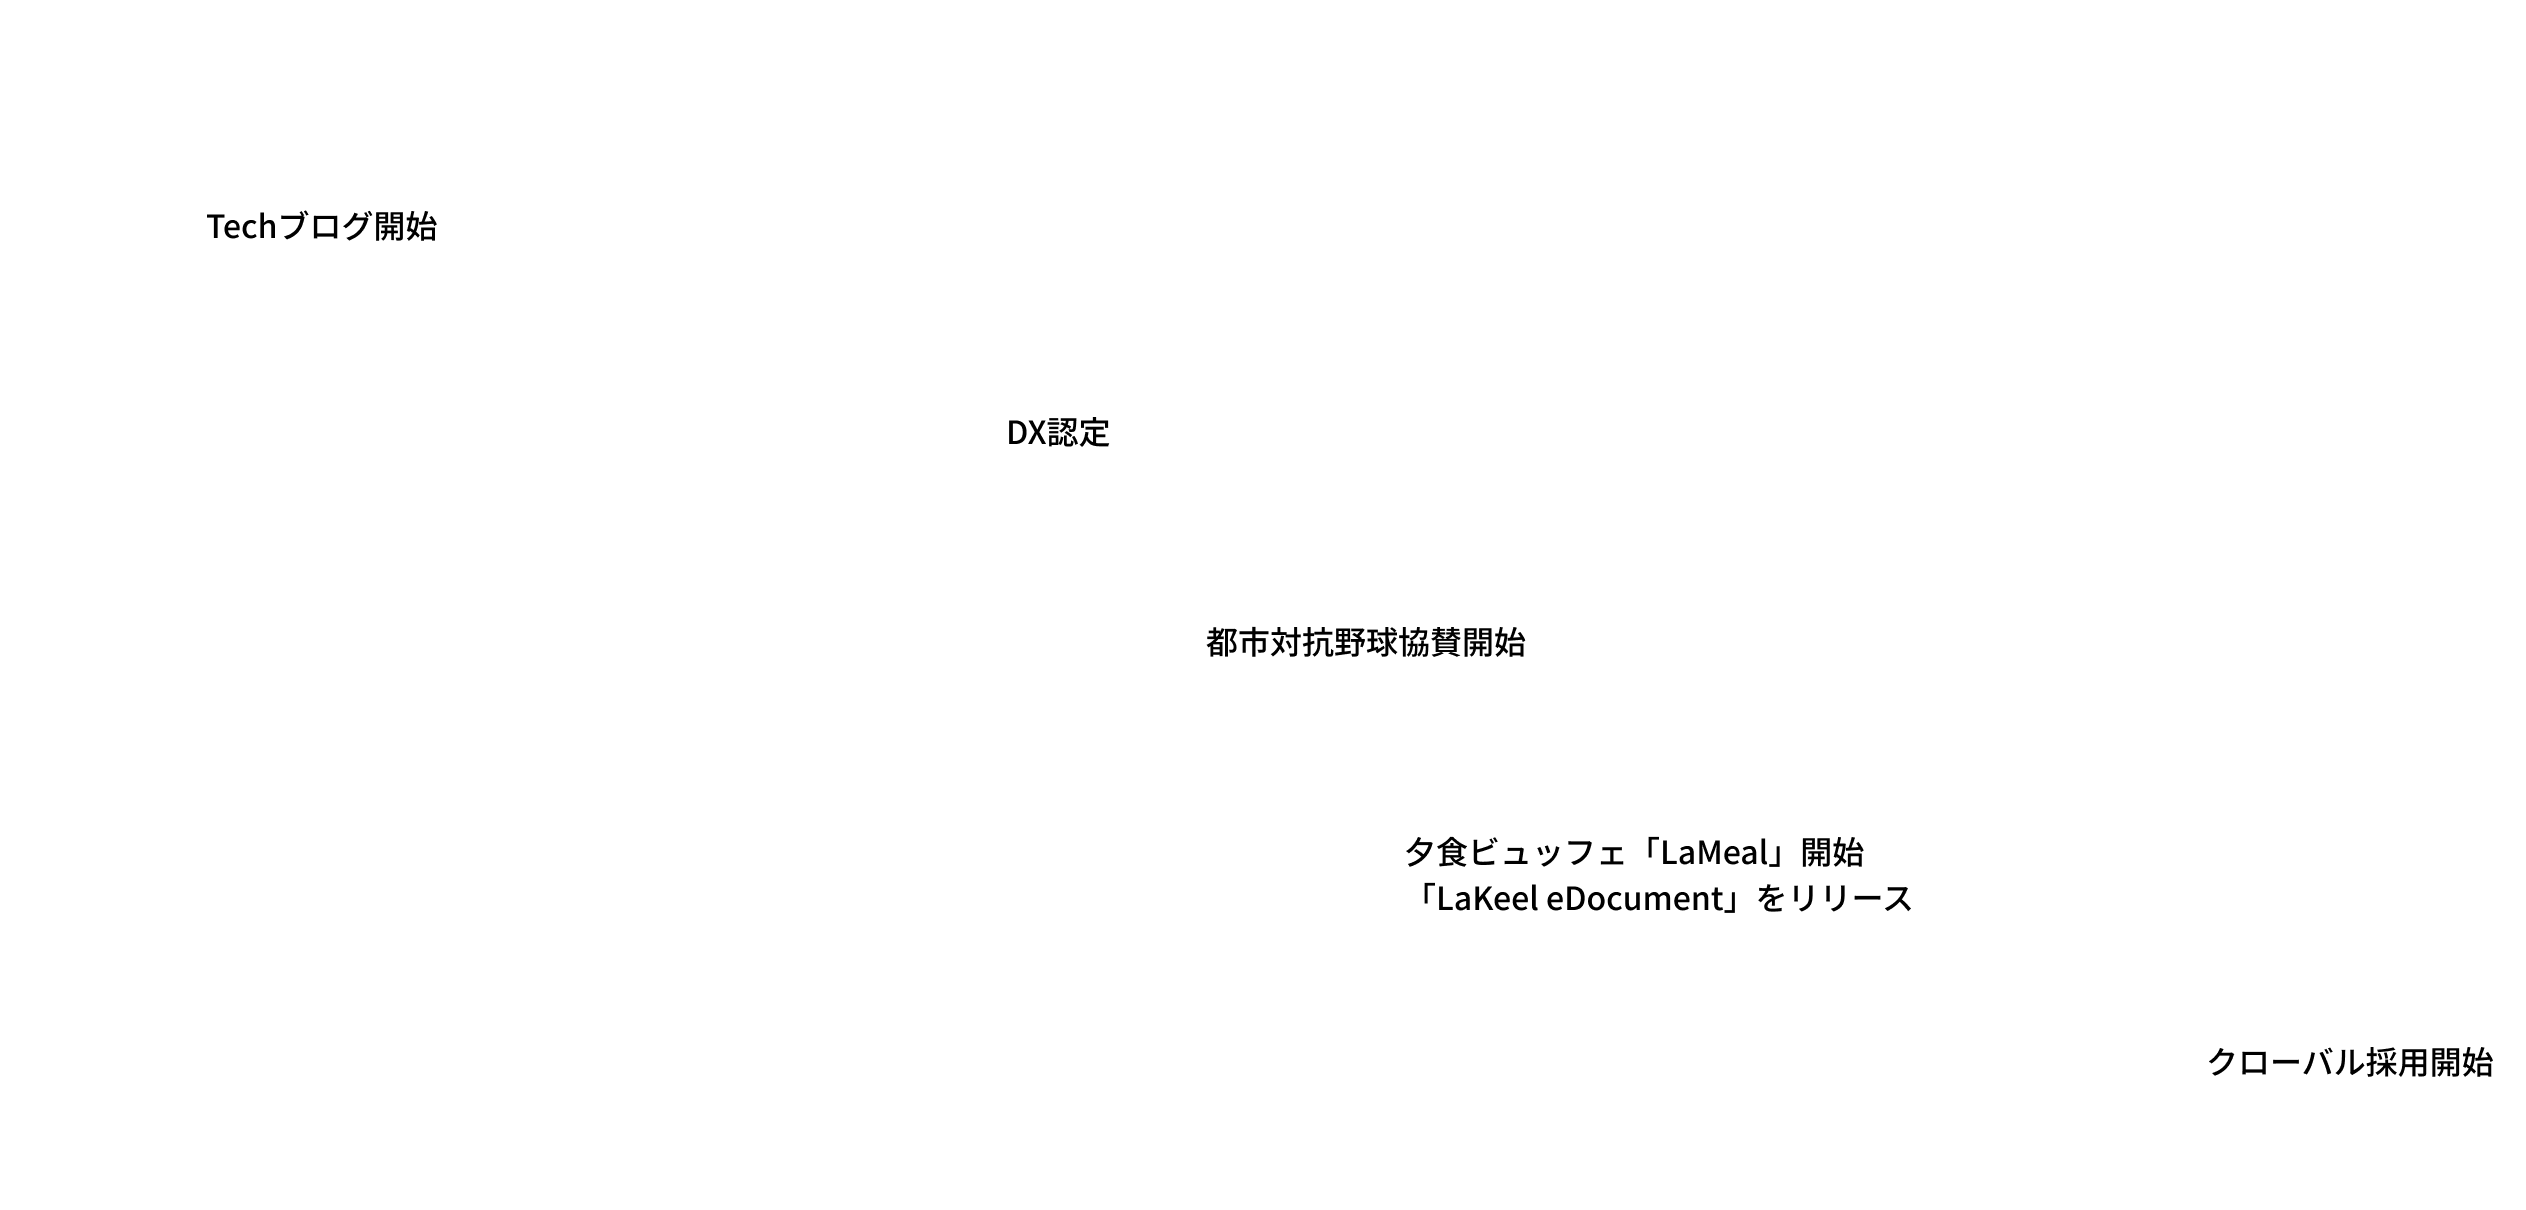 Techブログ開始
DX認定
都市対抗野球協賛開始
夕食ビュッフェ「LaMeal」開始
「LaKeel eDocument」をリリース
クローバル採用開始